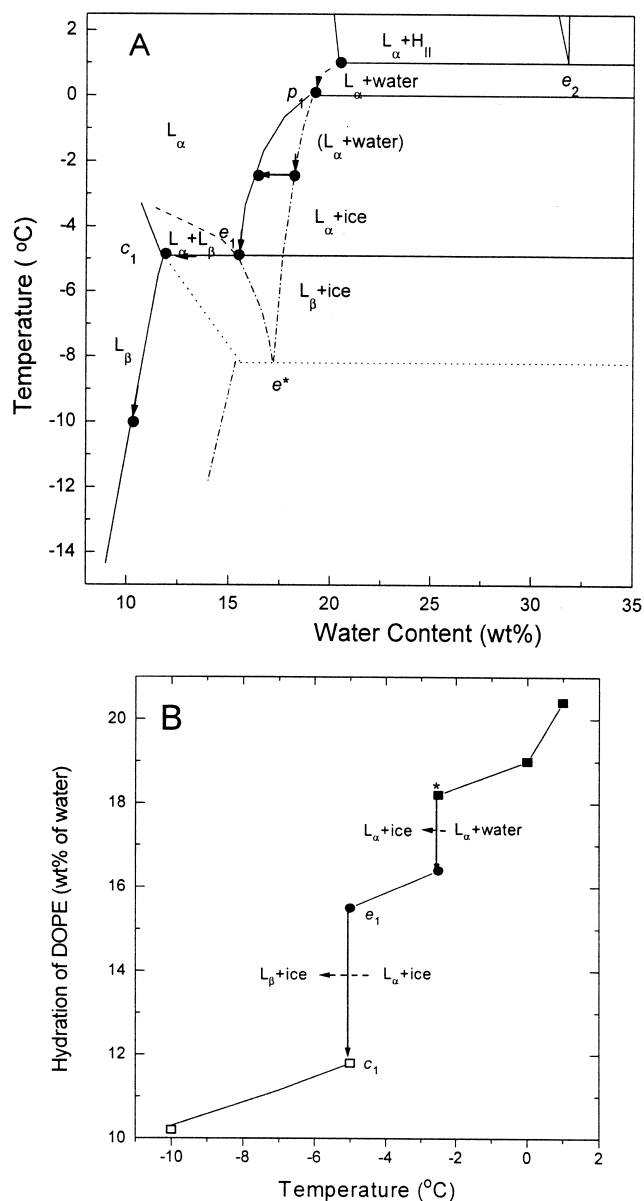 A
2
0
-2
-4
-6
-8
-10
-12
-14
Temperature ( °C)
L_α+H_II
L_α+water
e_2
p_1
L_α
(L_α+water)
L_α+ice
c_1
L_α+L_β
e_1
L_β+ice
L_β
e*
10
15
20
25
30
35
Water Content (wt%)
B
20
18
16
14
12
10
Hydration of DOPE (wt% of water)
*
L_α+ice
L_α+water
e_1
L_β+ice
L_α+ice
c_1
-10
-8
-6
-4
-2
0
2
Temperature (°C)